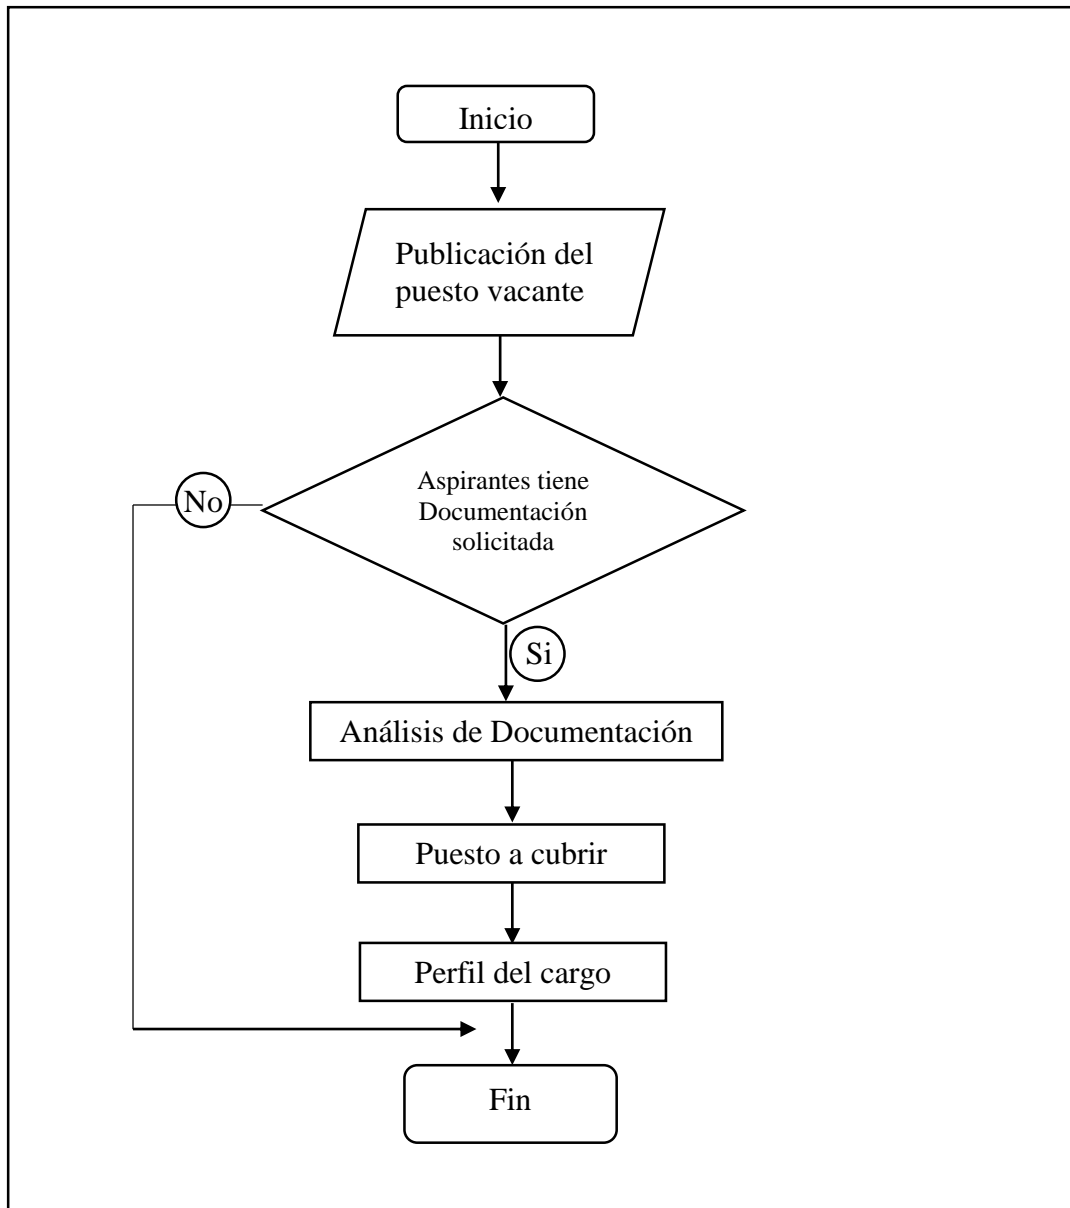 Inicio
Publicación del
puesto vacante
Aspirantes tiene
Documentación
solicitada
No
Si
Análisis de Documentación
Puesto a cubrir
Perfil del cargo
Fin